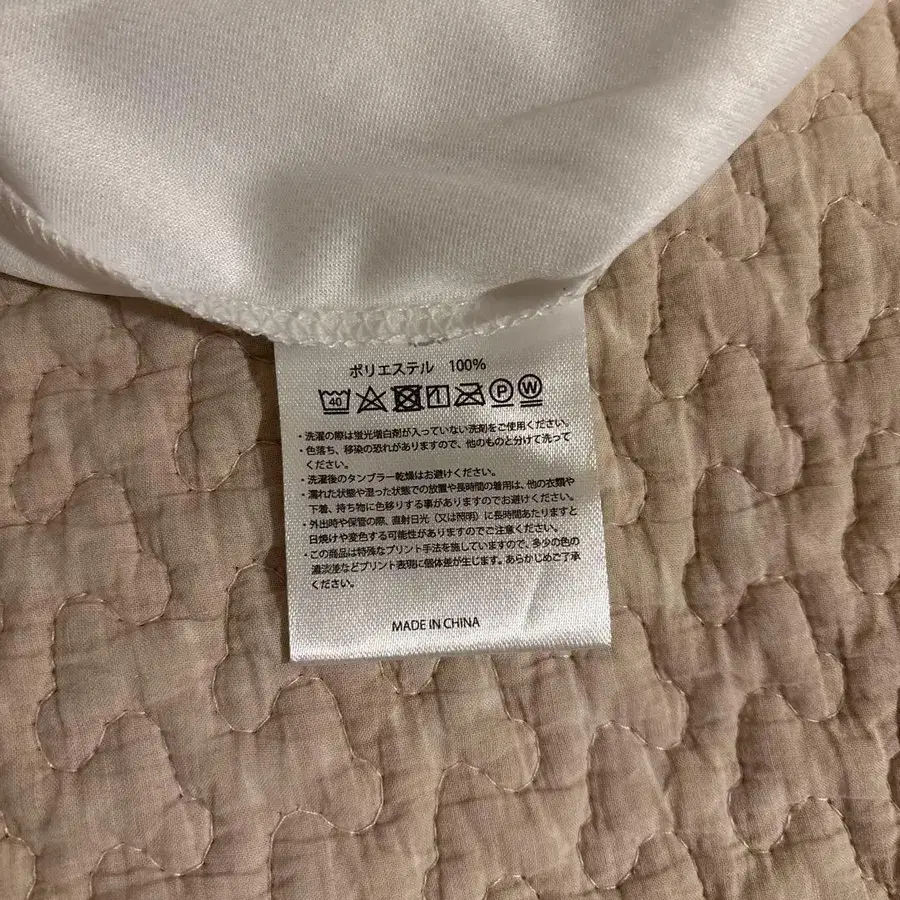 ポリエステル 100%
40 P W
・洗濯の際は蛍光増白剤が入っていない洗剤をご使用ください。
・色落ち、移染の恐れがありますので、他のものと分けて洗って
ください。
・洗濯後のタンブラー乾燥はお避けください。
・濡れた状態や湿った状態での放置や長時間の着用は、他の衣類や
下着、持ち物に色移りする事がありますのでお避けください。
・外出時や保管の際、直射日光（又は照明）に長時間あたりますと
日焼けや変色する可能性がありますのでご注意ください。
・この商品は特殊なプリント手法を施していますので、多少の色の
濃淡差などプリント表現に個体差が生じます。あらかじめご了承
ください。
MADE IN CHINA